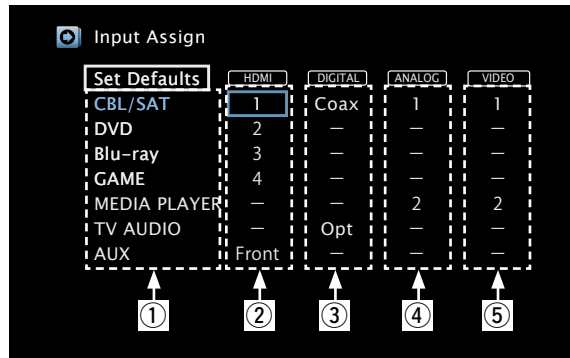 Input Assign
Set Defaults HDMI DIGITAL ANALOG VIDEO
CBL/SAT 1 Coax 1 1
DVD 2 — — —
Blu-ray 3 — — —
GAME 4 — — —
MEDIA PLAYER — — 2 2
TV AUDIO — Opt — —
AUX Front — — —
① ② ③ ④ ⑤